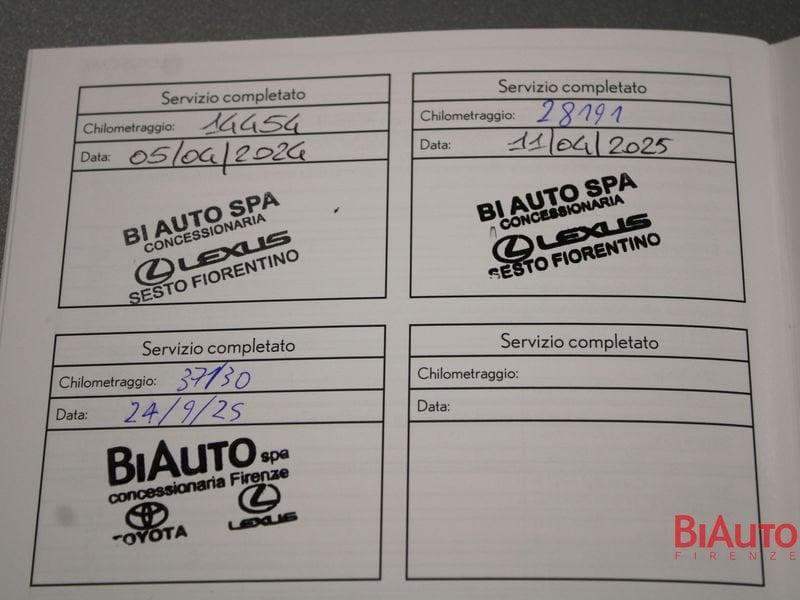 Servizio completato
Chilometraggio: 14454
Data: 05/04/2024
BI AUTO SPA
CONCESSIONARIA
LEXUS
SESTO FIORENTINO
Servizio completato
Chilometraggio: 28191
Data: 11/04/2025
BI AUTO SPA
CONCESSIONARIA
LEXUS
SESTO FIORENTINO
Servizio completato
Chilometraggio: 37130
Data: 24/9/25
BIAUTO spa
concessionaria Firenze
TOYOTA LEXUS
Servizio completato
Chilometraggio:
Data:
BIAUTO
FIRENZE